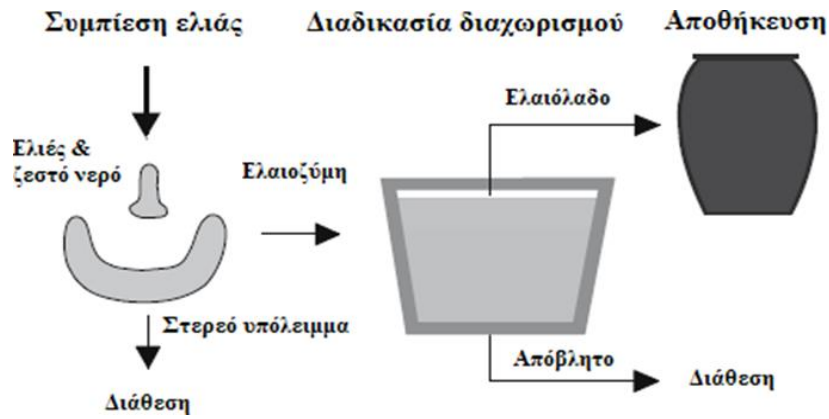 Συμπίεση ελιάς
Διαδικασία διαχωρισμού
Αποθήκευση
Ελιές &
ζεστό νερό
Ελαιοζύμη
Ελαιόλαδο
Στερεό υπόλειμμα
Διάθεση
Απόβλητο
Διάθεση